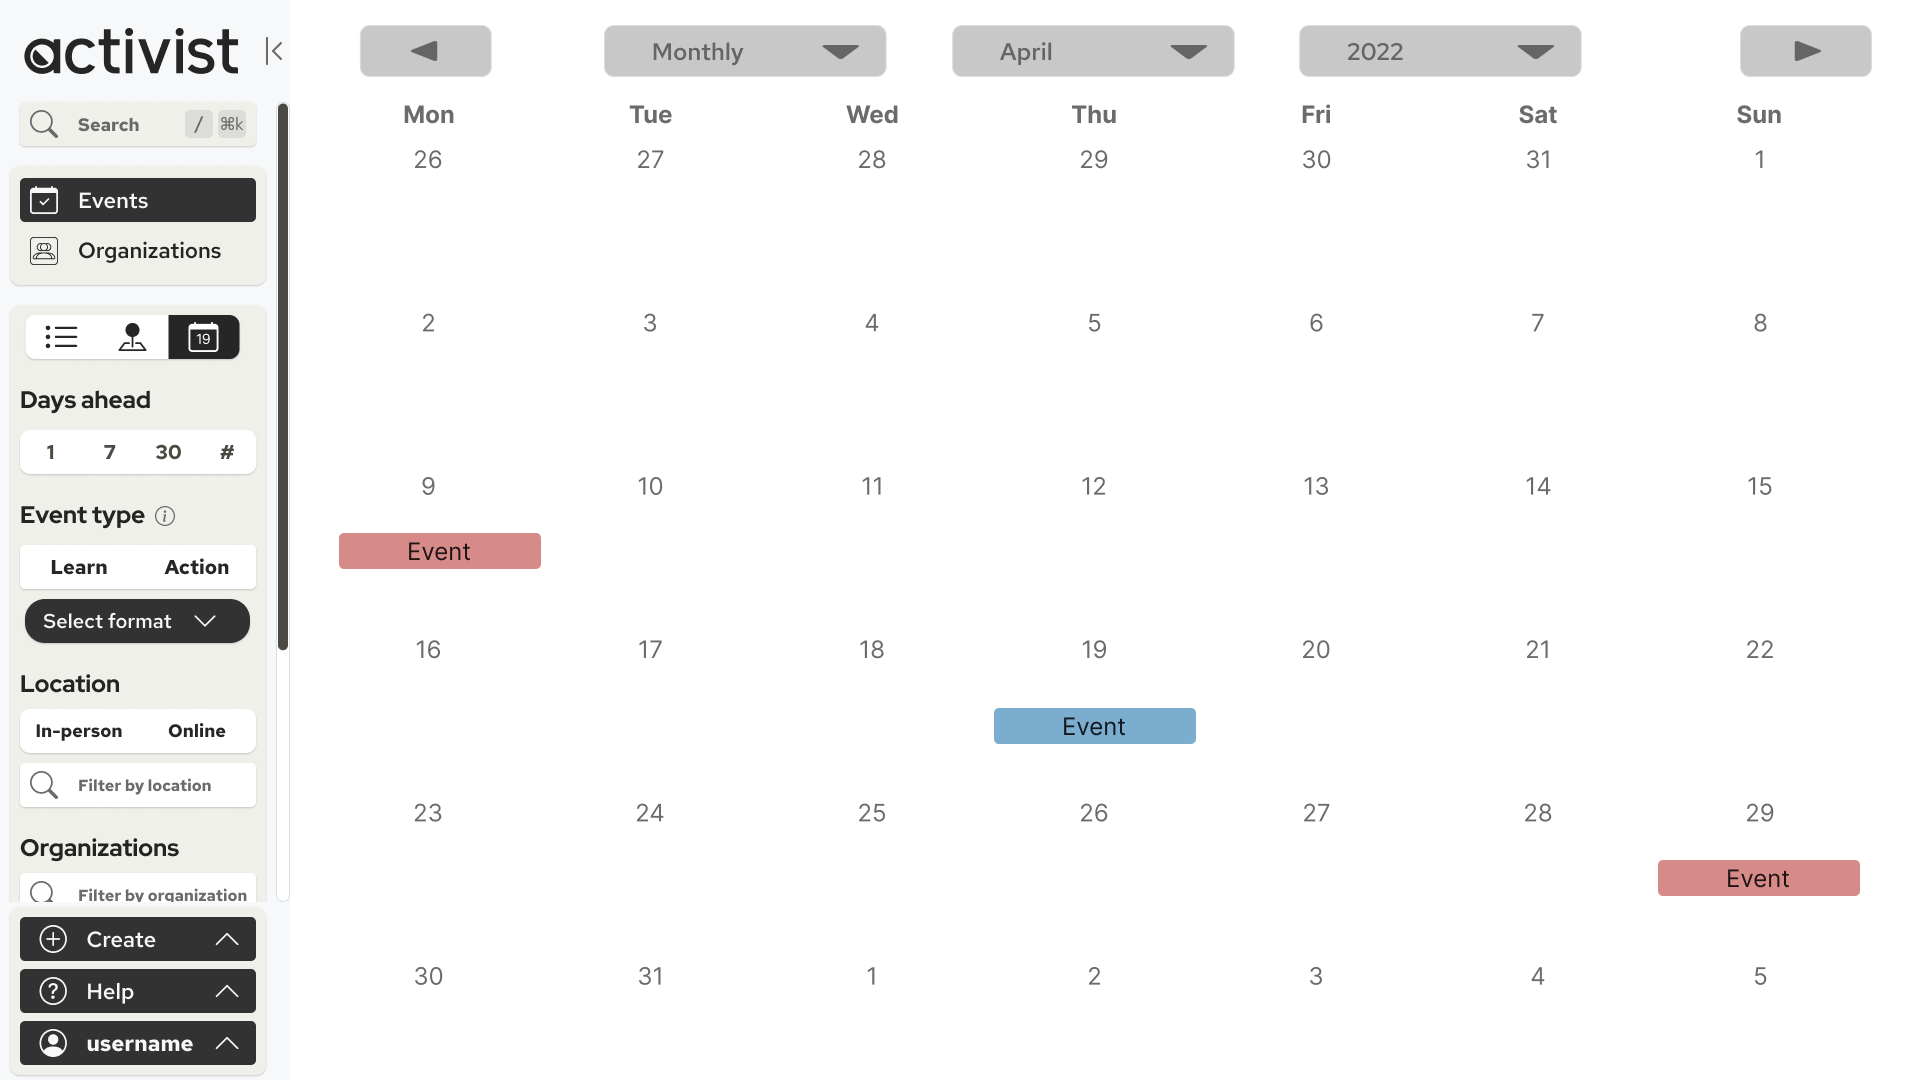 activist
Search / ⌘k
Events
Organizations
19
Days ahead
1 7 30 #
Event type i
Learn Action
Select format
Location
In-person Online
Filter by location
Organizations
Filter by organization
Create
? Help
username
Monthly April 2022
Mon Tue Wed Thu Fri Sat Sun
26 27 28 29 30 31 1
2 3 4 5 6 7 8
9 10 11 12 13 14 15
Event
16 17 18 19 20 21 22
Event
23 24 25 26 27 28 29
Event
30 31 1 2 3 4 5